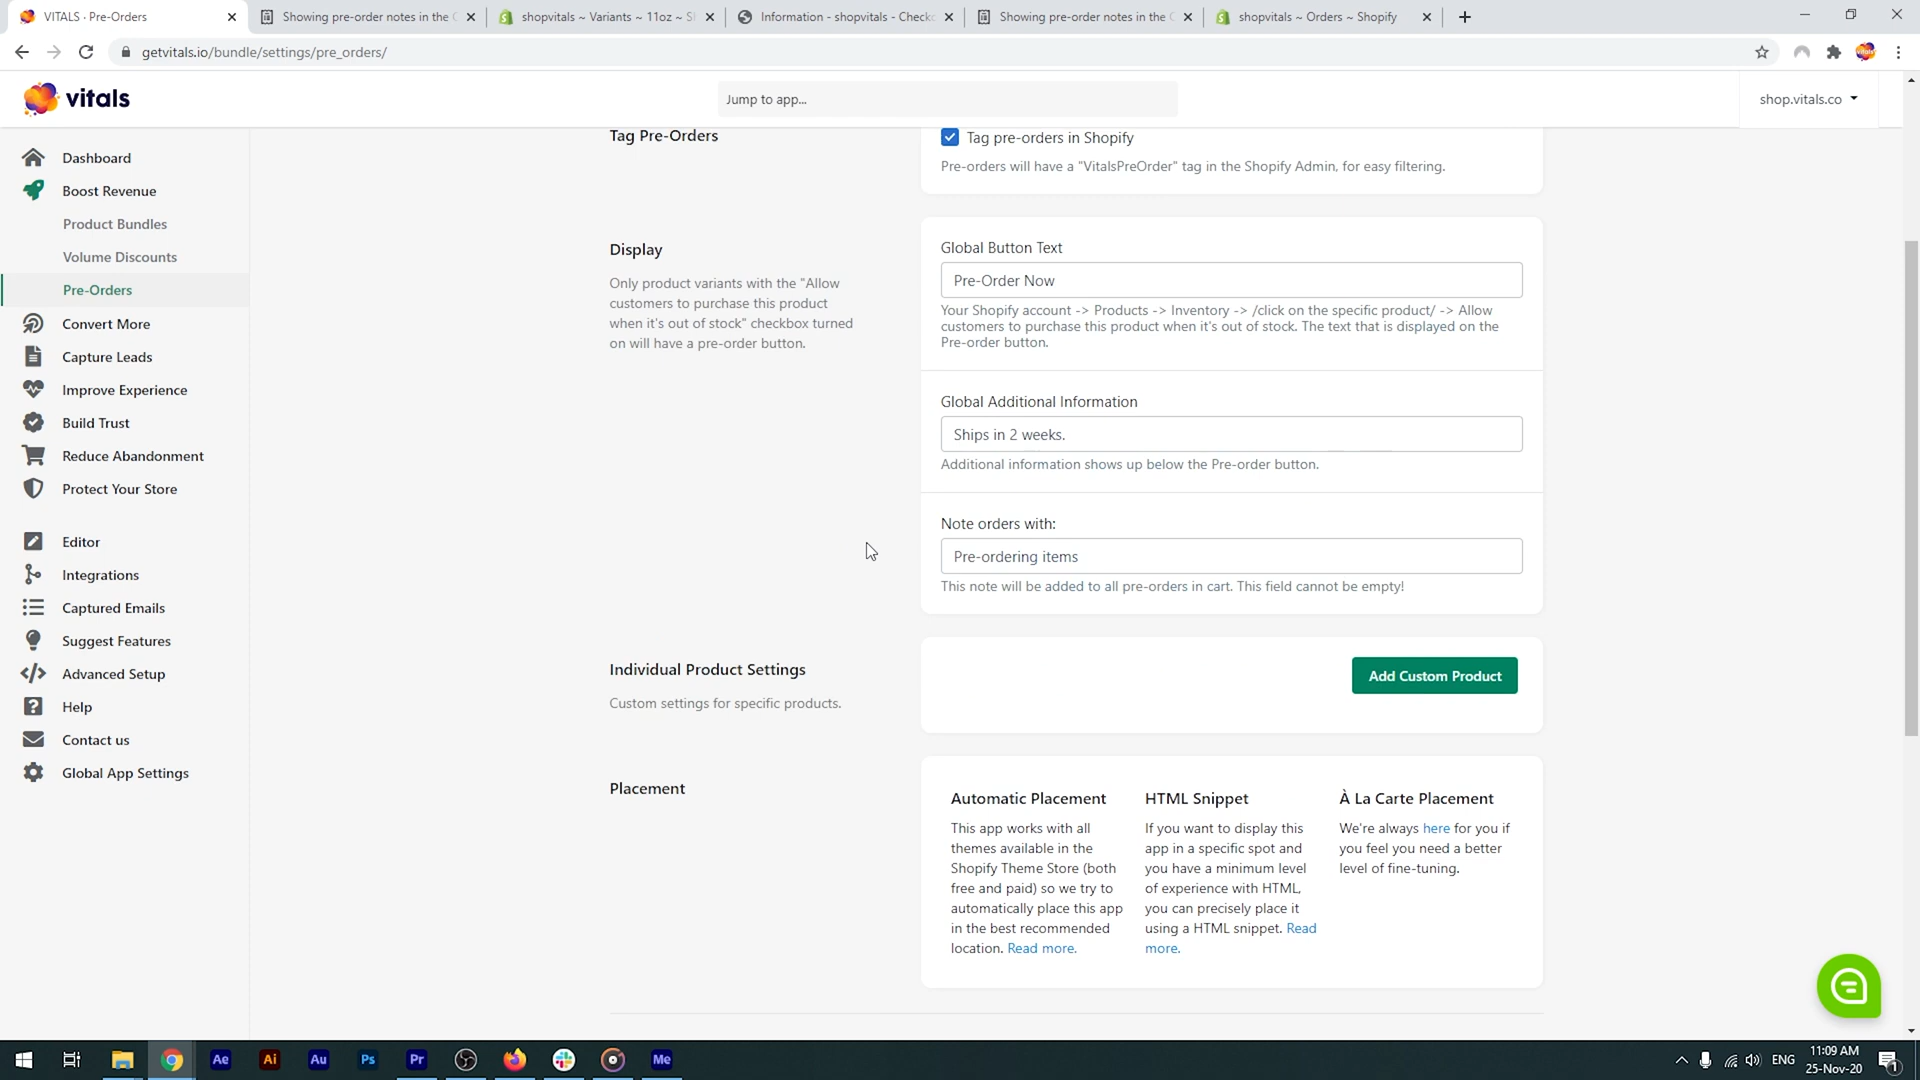 VITALS · Pre-Orders
Showing pre-order notes in the
shopvitals ~ Variants ~ 11oz ~ S
Information - shopvitals - Check
Showing pre-order notes in the
shopvitals ~ Orders ~ Shopify
getvitals.io/bundle/settings/pre_orders/
vitals
Jump to app...
shop.vitals.co
Dashboard
Boost Revenue
Product Bundles
Volume Discounts
Pre-Orders
Convert More
Capture Leads
Improve Experience
Build Trust
Reduce Abandonment
Protect Your Store
Editor
Integrations
Captured Emails
Suggest Features
Advanced Setup
Help
Contact us
Global App Settings
Tag Pre-Orders
Tag pre-orders in Shopify
Pre-orders will have a "VitalsPreOrder" tag in the Shopify Admin, for easy filtering.
Display
Only product variants with the "Allow
customers to purchase this product
when it's out of stock" checkbox turned
on will have a pre-order button.
Global Button Text
Pre-Order Now
Your Shopify account -> Products -> Inventory -> /click on the specific product/ -> Allow
customers to purchase this product when it's out of stock. The text that is displayed on the
Pre-order button.
Global Additional Information
Ships in 2 weeks.
Additional information shows up below the Pre-order button.
Note orders with:
Pre-ordering items
This note will be added to all pre-orders in cart. This field cannot be empty!
Individual Product Settings
Custom settings for specific products.
Add Custom Product
Placement
Automatic Placement
This app works with all
themes available in the
Shopify Theme Store (both
free and paid) so we try to
automatically place this app
in the best recommended
location. Read more.
HTML Snippet
If you want to display this
app in a specific spot and
you have a minimum level
of experience with HTML,
you can precisely place it
using a HTML snippet. Read
more.
À La Carte Placement
We're always here for you if
you feel you need a better
level of fine-tuning.
Ae
Ai
Au
Ps
Pr
Me
ENG
11:09 AM
25-Nov-20
1